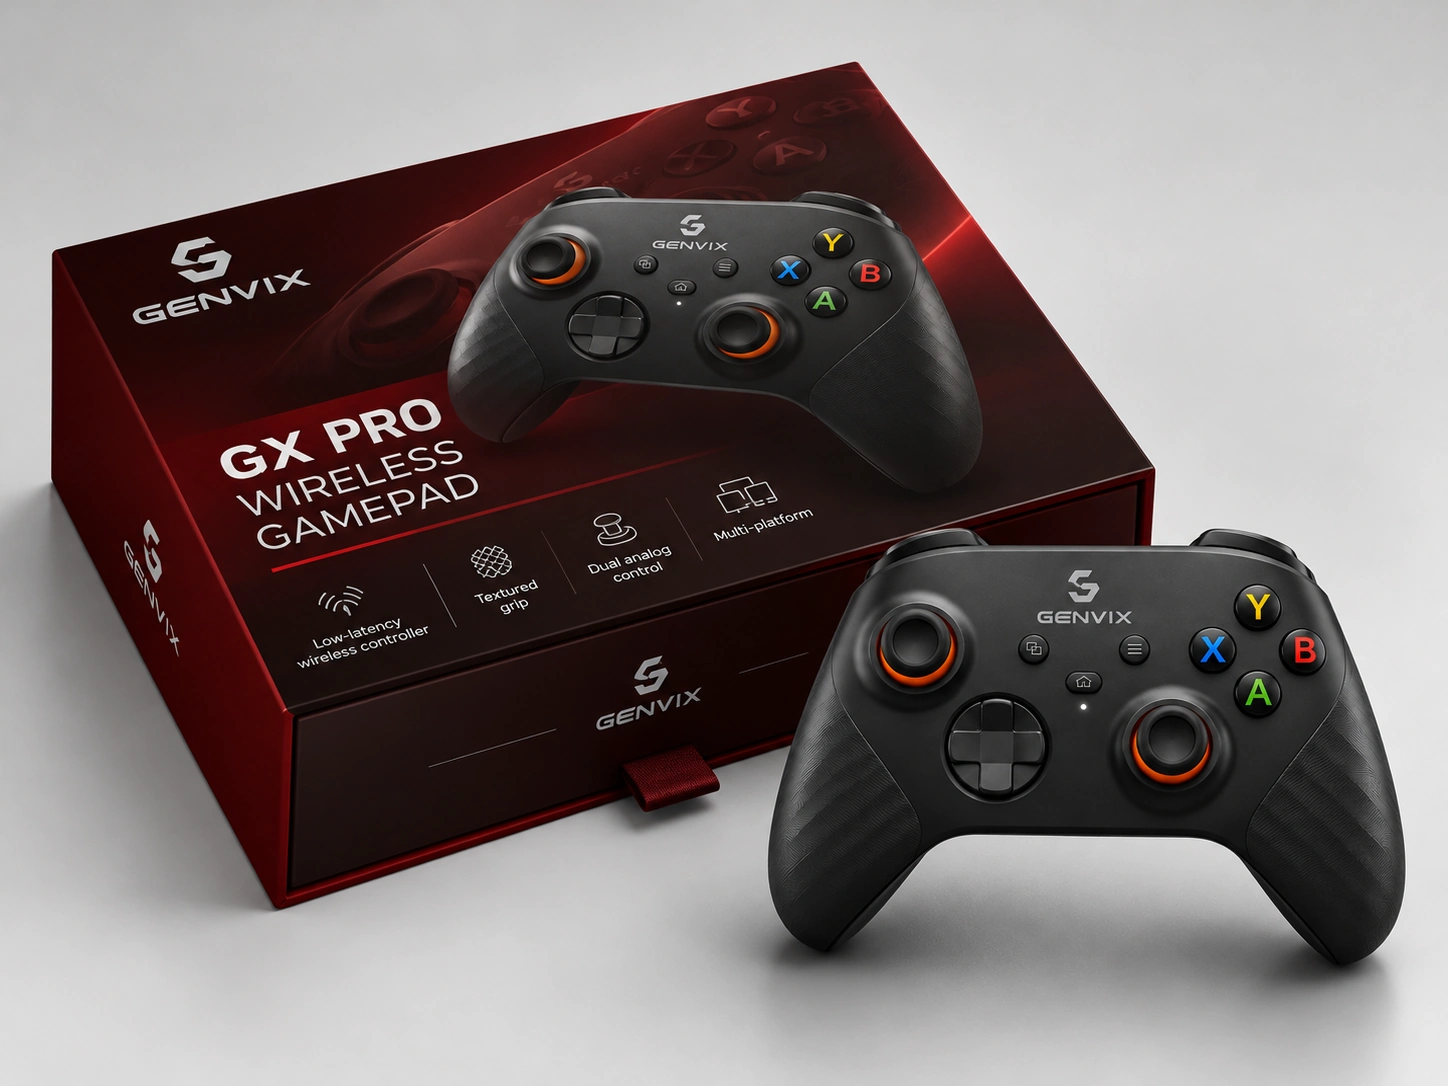 GENVIX
GX PRO
WIRELESS
GAMEPAD
Low-latency
wireless controller
Textured
grip
Dual analog
control
Multi-platform
GENVIX
Y
X
B
A
GENVIX
GENVIX
GENVIX
Y
X
B
A
Y
X
A